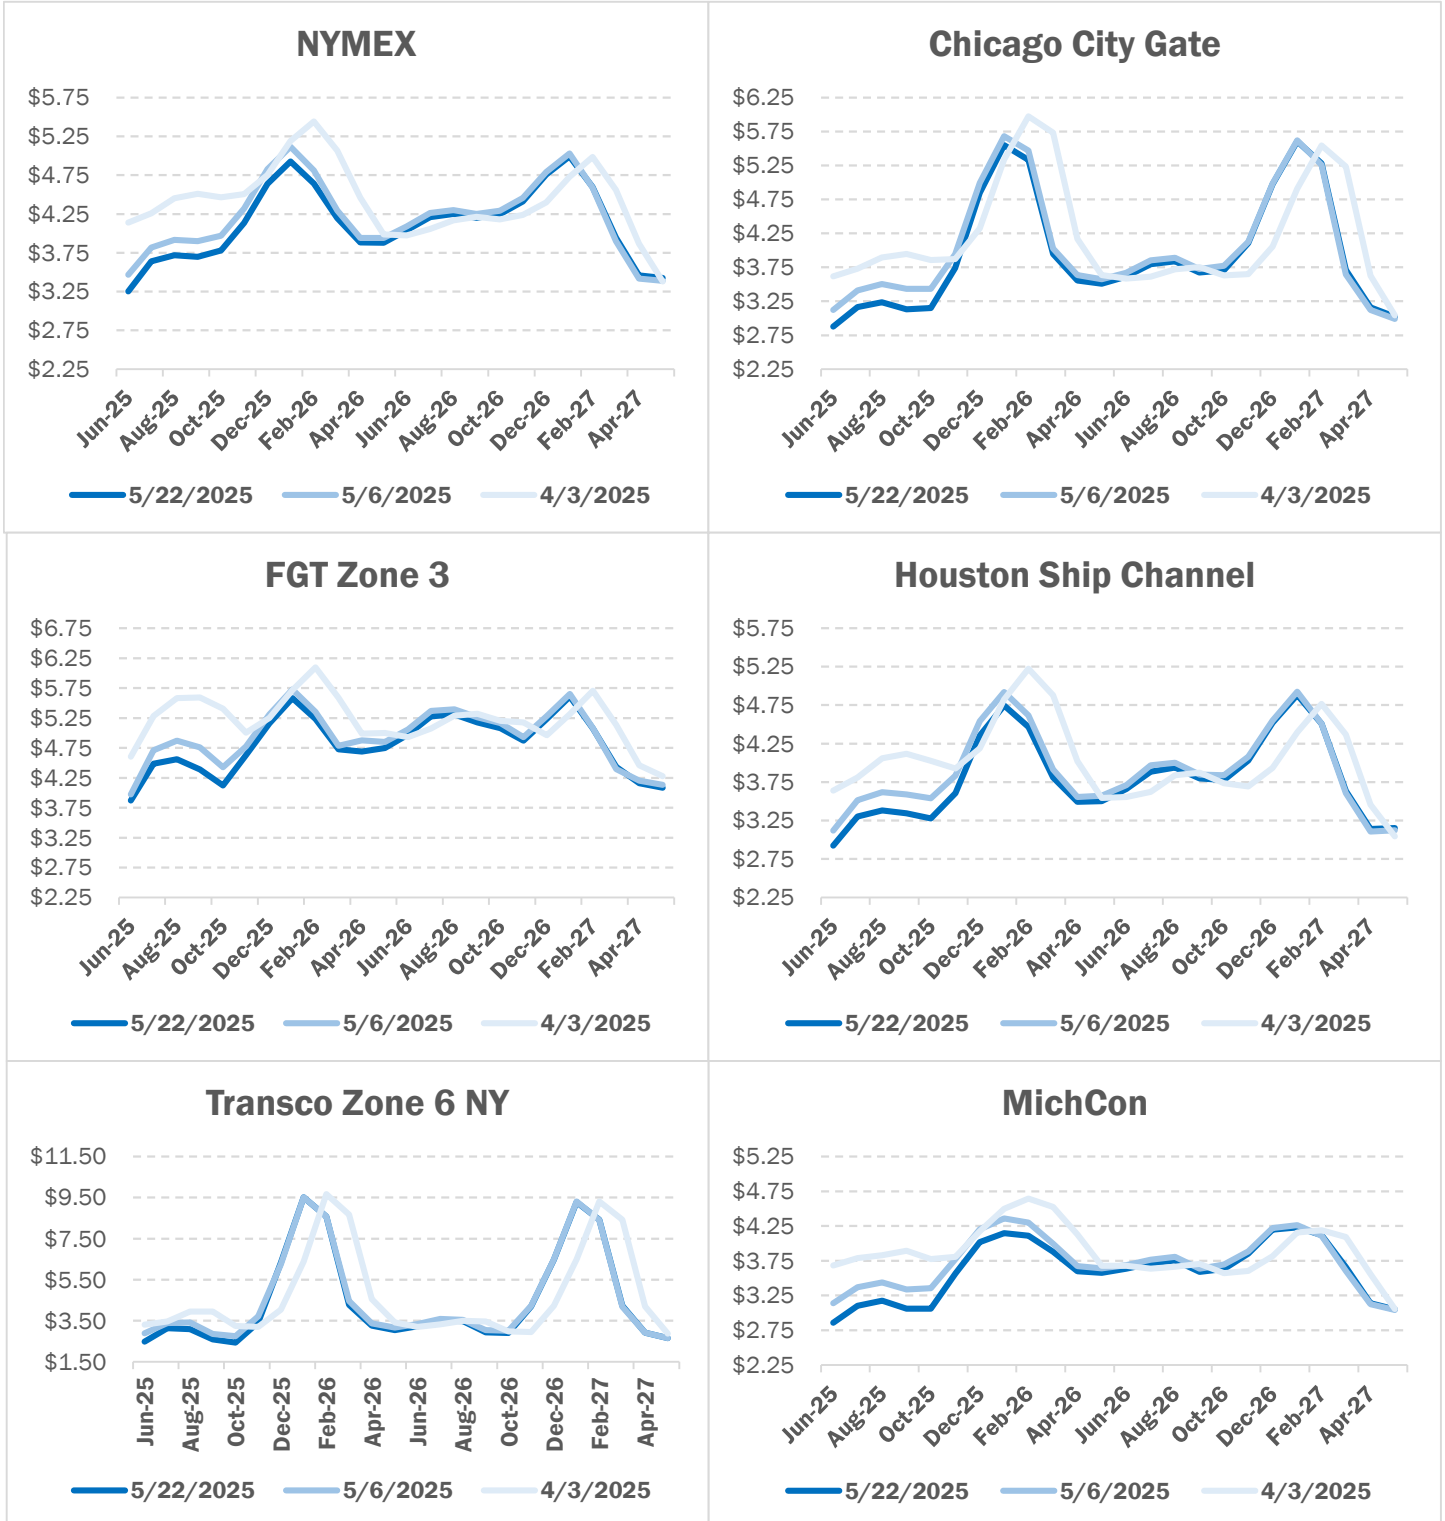 NYMEX
$5.75
$5.25
$4.75
$4.25
$3.75
$3.25
$2.75
$2.25
Jun-25 Aug-25 Oct-25 Dec-25 Feb-26 Apr-26 Jun-26 Aug-26 Oct-26 Dec-26 Feb-27 Apr-27
5/22/2025 5/6/2025 4/3/2025
Chicago City Gate
$6.25
$5.75
$5.25
$4.75
$4.25
$3.75
$3.25
$2.75
$2.25
Jun-25 Aug-25 Oct-25 Dec-25 Feb-26 Apr-26 Jun-26 Aug-26 Oct-26 Dec-26 Feb-27 Apr-27
5/22/2025 5/6/2025 4/3/2025
FGT Zone 3
$6.75
$6.25
$5.75
$5.25
$4.75
$4.25
$3.75
$3.25
$2.75
$2.25
Jun-25 Aug-25 Oct-25 Dec-25 Feb-26 Apr-26 Jun-26 Aug-26 Oct-26 Dec-26 Feb-27 Apr-27
5/22/2025 5/6/2025 4/3/2025
Houston Ship Channel
$5.75
$5.25
$4.75
$4.25
$3.75
$3.25
$2.75
$2.25
Jun-25 Aug-25 Oct-25 Dec-25 Feb-26 Apr-26 Jun-26 Aug-26 Oct-26 Dec-26 Feb-27 Apr-27
5/22/2025 5/6/2025 4/3/2025
Transco Zone 6 NY
$11.50
$9.50
$7.50
$5.50
$3.50
$1.50
Jun-25 Aug-25 Oct-25 Dec-25 Feb-26 Apr-26 Jun-26 Aug-26 Oct-26 Dec-26 Feb-27 Apr-27
5/22/2025 5/6/2025 4/3/2025
MichCon
$5.25
$4.75
$4.25
$3.75
$3.25
$2.75
$2.25
Jun-25 Aug-25 Oct-25 Dec-25 Feb-26 Apr-26 Jun-26 Aug-26 Oct-26 Dec-26 Feb-27 Apr-27
5/22/2025 5/6/2025 4/3/2025